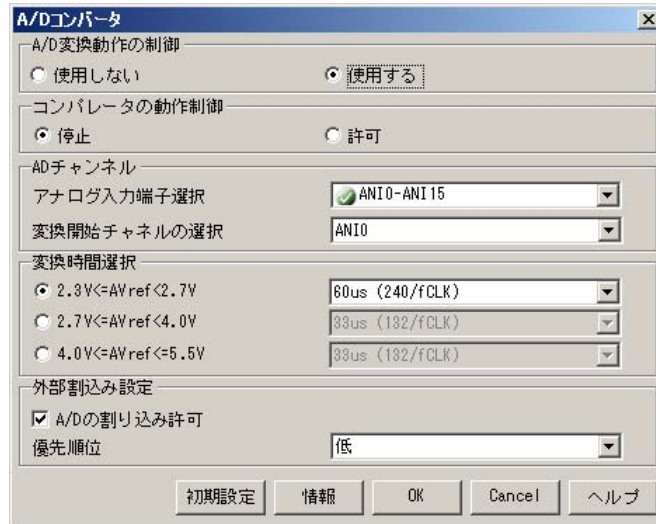 A/Dコンバータ
A/D変換動作の制御
使用しない 使用する
コンパレータの動作制御
停止 許可
ADチャンネル
アナログ入力端子選択 ANI0-ANI15
変換開始チャネルの選択 ANI0
変換時間選択
2.3V<=AVref<2.7V 60us (240/fCLK)
2.7V<=AVref<4.0V 33us (132/fCLK)
4.0V<=AVref<=5.5V 33us (132/fCLK)
外部割込み設定
A/Dの割り込み許可
優先順位 低
初期設定 情報 OK Cancel ヘルプ